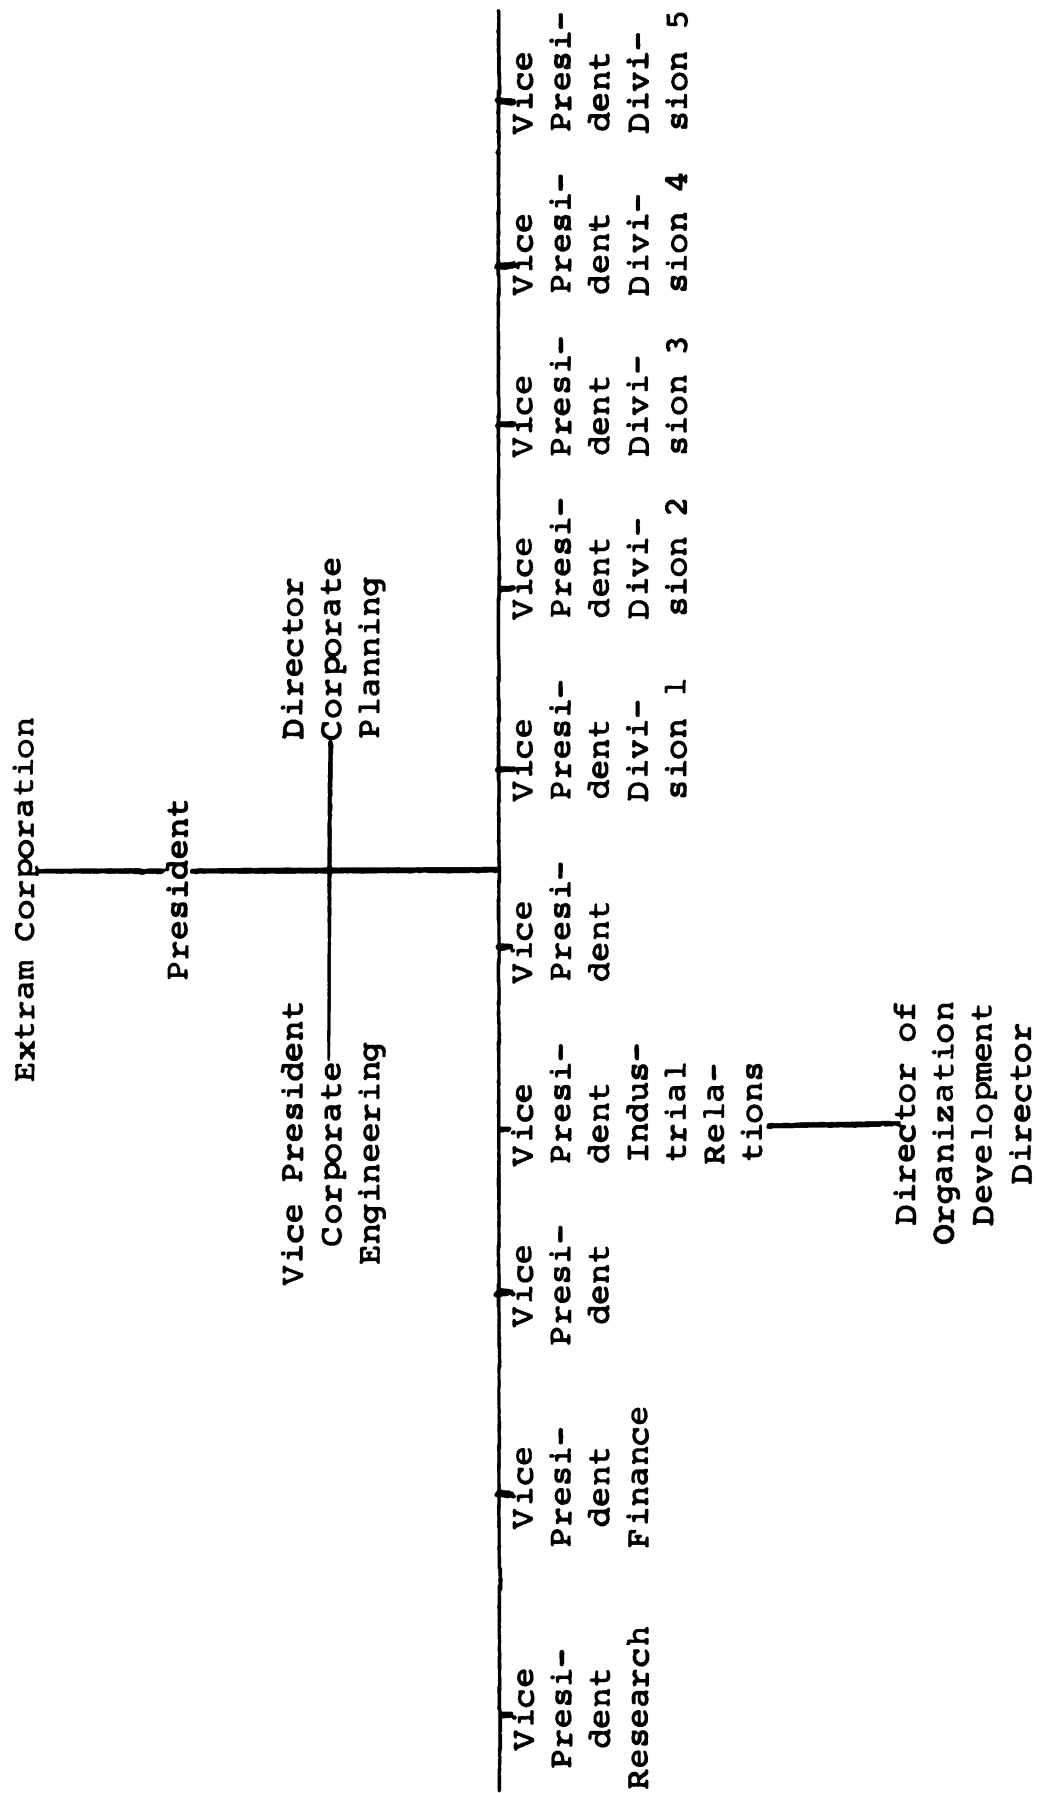 Extram Corporation
President
Vice President
Corporate
Engineering
Director
Corporate
Planning
Vice
Presi-
dent
Research
Vice
Presi-
dent
Finance
Vice
Presi-
dent
Vice
Presi-
dent
Indus-
trial
Rela-
tions
Vice
Presi-
dent
Vice
Presi-
dent
Divi-
sion 1
Vice
Presi-
dent
Divi-
sion 2
Vice
Presi-
dent
Divi-
sion 3
Vice
Presi-
dent
Divi-
sion 4
Vice
Presi-
dent
Divi-
sion 5
Director of
Organization
Development
Director